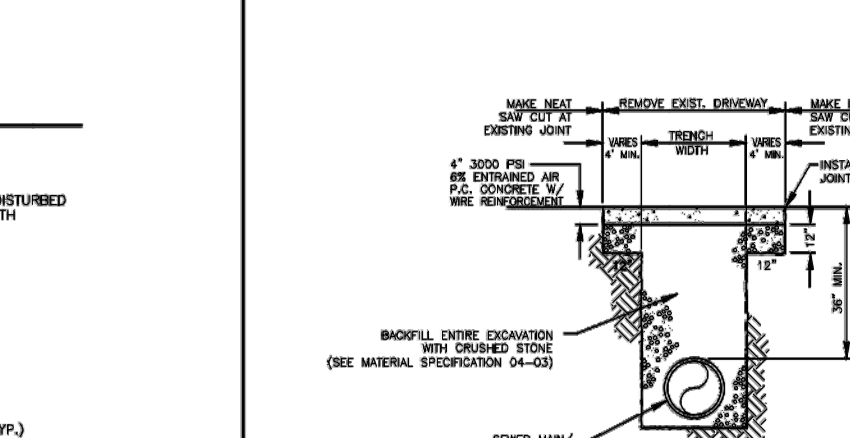 ISTURBED
TH
YP.)
MAKE NEAT
SAW CUT AT
EXISTING JOINT
REMOVE EXIST. DRIVEWAY
MAKE
SAW
EXISTIN
VARIES
4' MIN.
TRENCH
WIDTH
VARIES
4' MIN.
4" 3000 PSI
6% ENTRAINED AIR
P.C. CONCRETE W/
WIRE REINFORCEMENT
INSTA
JOINT
12"
12"
12"
36" MIN.
BACKFILL ENTIRE EXCAVATION
WITH CRUSHED STONE
(SEE MATERIAL SPECIFICATION 04-03)
SEWER MAIN/